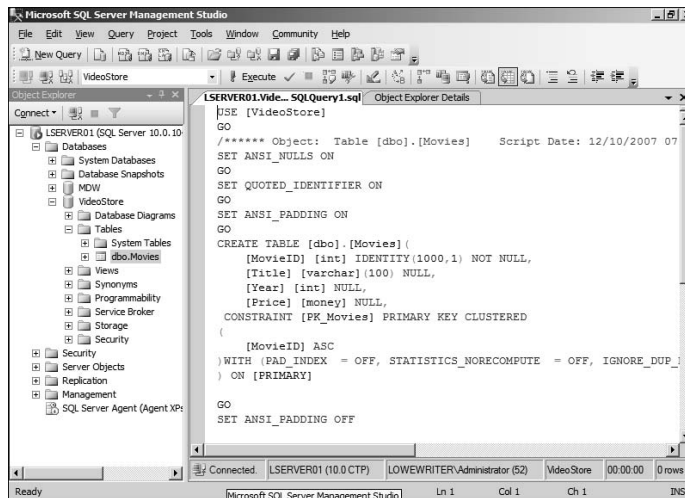 Microsoft SQL Server Management Studio
File Edit View Query Project Tools Window Community Help
New Query
VideoStore Execute
Object Explorer
LSERVER01.Vide... SQLQuery1.sql Object Explorer Details
Connect
LSERVER01 (SQL Server 10.0.10
Databases
System Databases
Database Snapshots
MDW
VideoStore
Database Diagrams
Tables
System Tables
dbo.Movies
Views
Synonyms
Programmability
Service Broker
Storage
Security
Security
Server Objects
Replication
Management
SQL Server Agent (Agent XPs
USE [VideoStore]
GO
/****** Object: Table [dbo].[Movies] Script Date: 12/10/2007 07
SET ANSI_NULLS ON
GO
SET QUOTED_IDENTIFIER ON
GO
SET ANSI_PADDING ON
GO
CREATE TABLE [dbo].[Movies](
[MovieID] [int] IDENTITY(1000,1) NOT NULL,
[Title] [varchar](100) NULL,
[Year] [int] NULL,
[Price] [money] NULL,
CONSTRAINT [PK_Movies] PRIMARY KEY CLUSTERED
(
[MovieID] ASC
)WITH (PAD_INDEX = OFF, STATISTICS_NORECOMPUTE = OFF, IGNORE_DUP_
) ON [PRIMARY]
GO
SET ANSI_PADDING OFF
Connected. LSERVER01 (10.0 CTP) LOWEWRITER\Administrator (52) VideoStore 00:00:00 0 rows
Ready Microsoft SQL Server Management Studio Ln 1 Col 1 Ch 1 INS